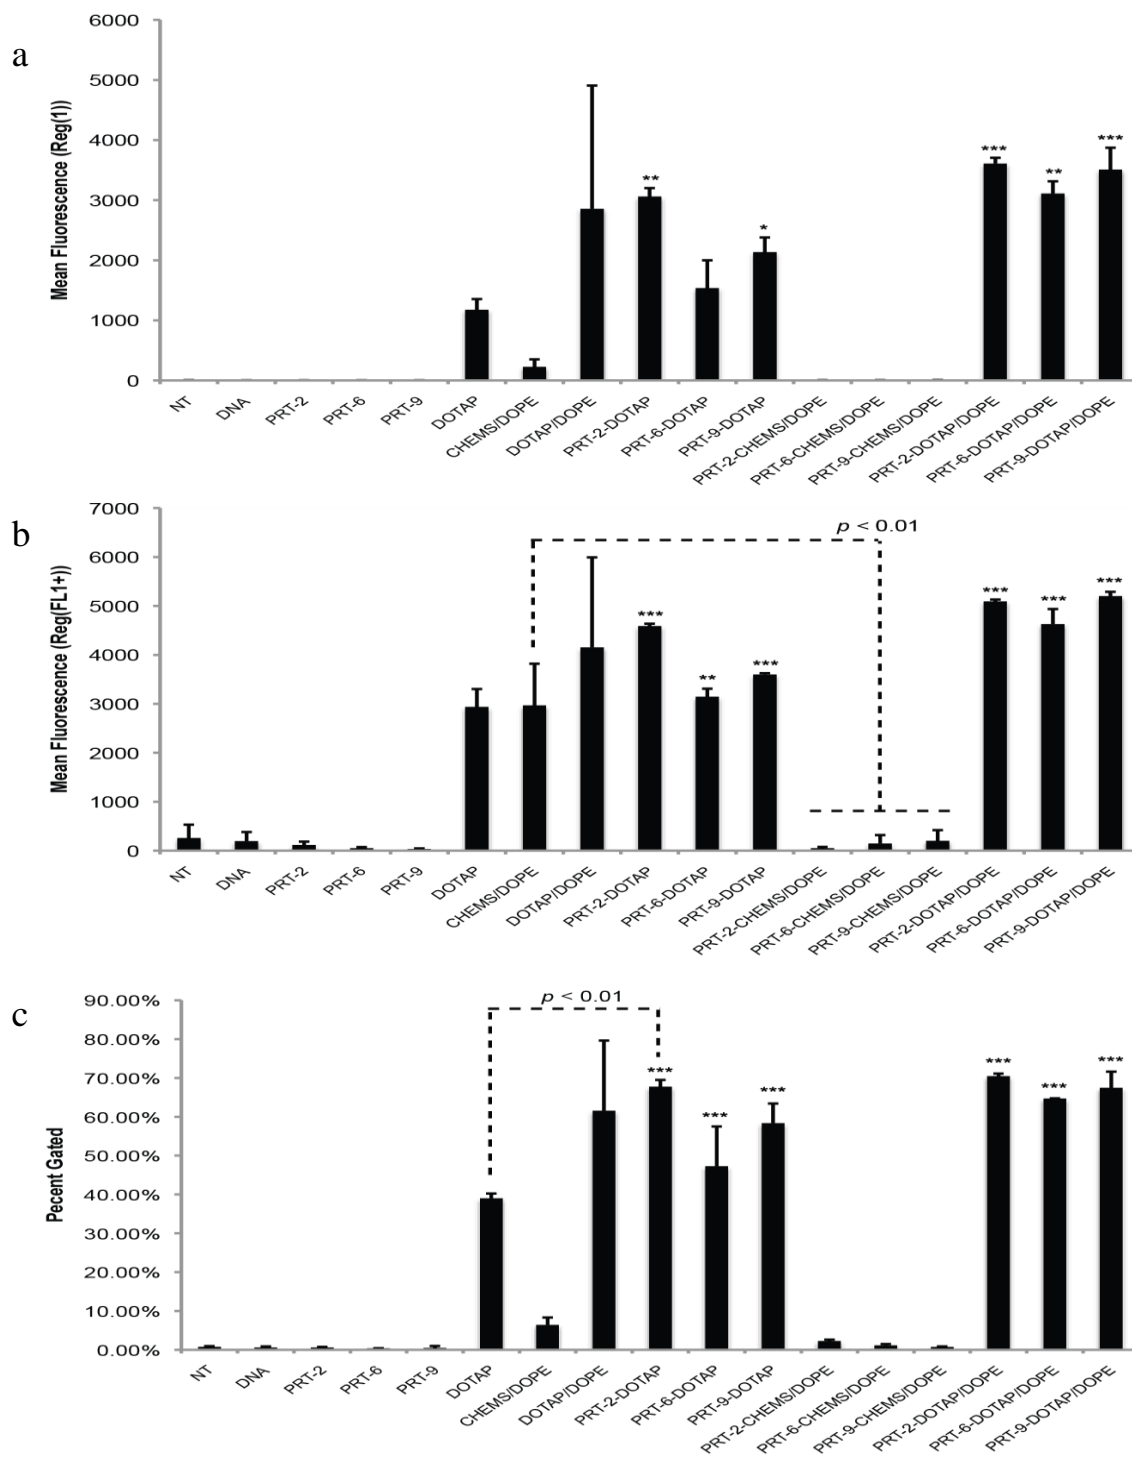 a
Mean Fluorescence (Reg(1))
6000
5000
4000
3000
2000
1000
0
** * *** ** ***
NT DNA PRT-2 PRT-6 PRT-9 DOTAP CHEMS/DOPE DOTAP/DOPE PRT-2-DOTAP PRT-6-DOTAP PRT-9-DOTAP PRT-2-CHEMS/DOPE PRT-6-CHEMS/DOPE PRT-9-CHEMS/DOPE PRT-2-DOTAP/DOPE PRT-6-DOTAP/DOPE PRT-9-DOTAP/DOPE
b
Mean Fluorescence (Reg(FL1+))
7000
6000
5000
4000
3000
2000
1000
0
p < 0.01
*** ** *** *** *** ***
NT DNA PRT-2 PRT-6 PRT-9 DOTAP CHEMS/DOPE DOTAP/DOPE PRT-2-DOTAP PRT-6-DOTAP PRT-9-DOTAP PRT-2-CHEMS/DOPE PRT-6-CHEMS/DOPE PRT-9-CHEMS/DOPE PRT-2-DOTAP/DOPE PRT-6-DOTAP/DOPE PRT-9-DOTAP/DOPE
c
Pecent Gated
90.00%
80.00%
70.00%
60.00%
50.00%
40.00%
30.00%
20.00%
10.00%
0.00%
p < 0.01
*** *** *** *** *** ***
NT DNA PRT-2 PRT-6 PRT-9 DOTAP CHEMS/DOPE DOTAP/DOPE PRT-2-DOTAP PRT-6-DOTAP PRT-9-DOTAP PRT-2-CHEMS/DOPE PRT-6-CHEMS/DOPE PRT-9-CHEMS/DOPE PRT-2-DOTAP/DOPE PRT-6-DOTAP/DOPE PRT-9-DOTAP/DOPE